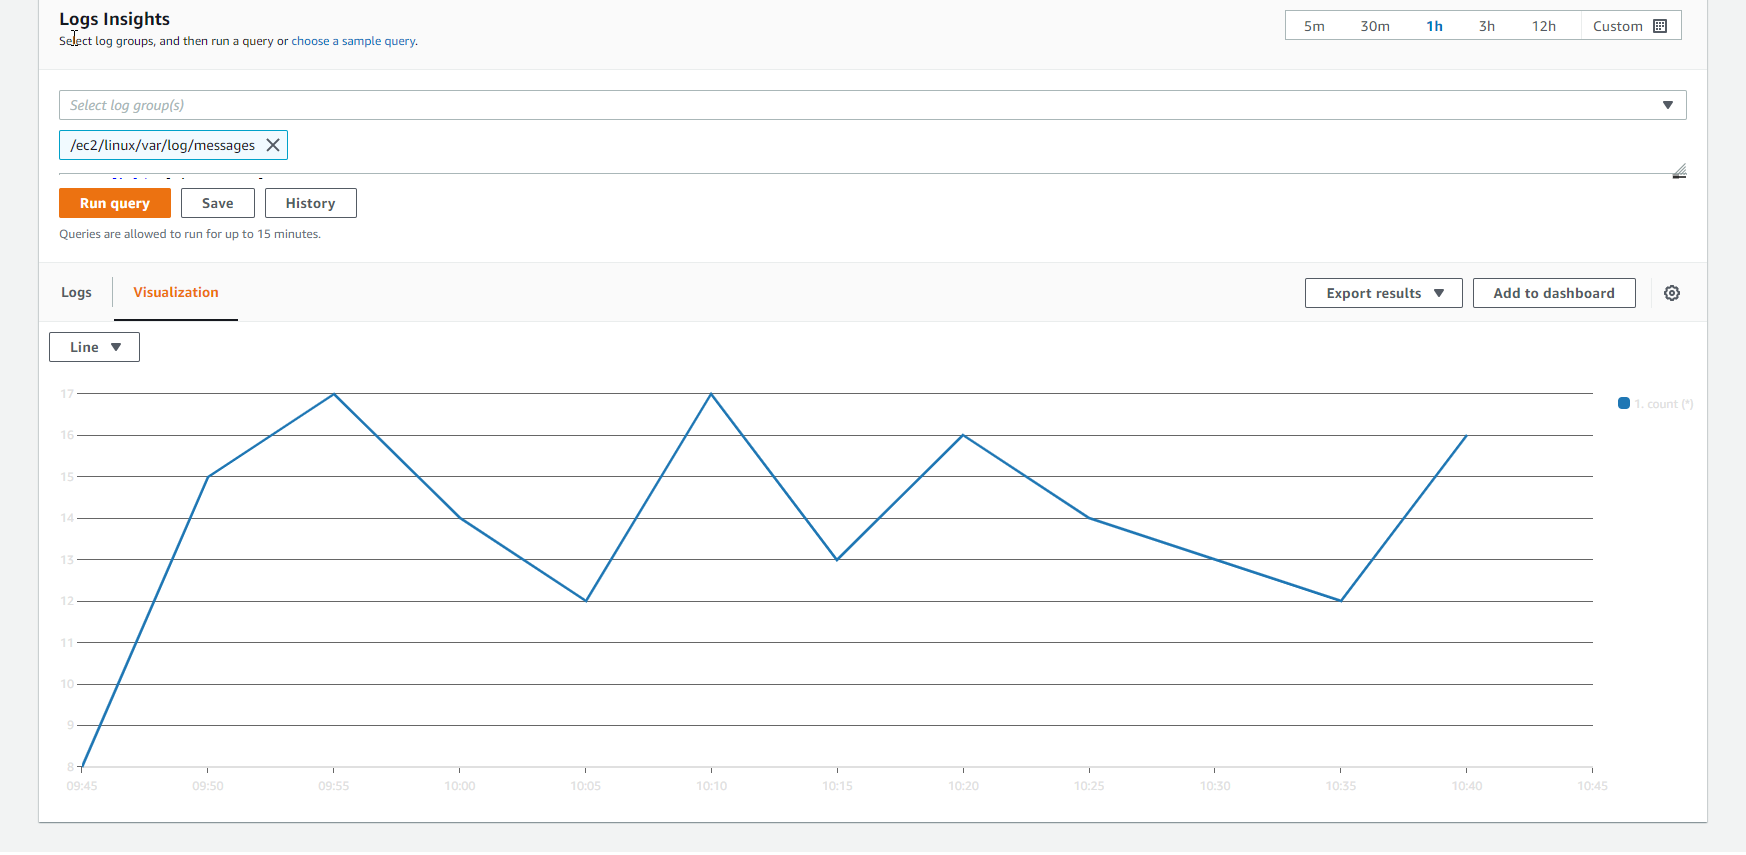 Logs Insights
Select log groups, and then run a query or choose a sample query.
5m 30m 1h 3h 12h Custom
Select log group(s)
/ec2/linux/var/log/messages
Run query Save History
Queries are allowed to run for up to 15 minutes.
Logs Visualization
Export results Add to dashboard
Line
17
16
15
14
13
12
11
10
9
8
09:45 09:50 09:55 10:00 10:05 10:10 10:15 10:20 10:25 10:30 10:35 10:40 10:45
1. count (*)